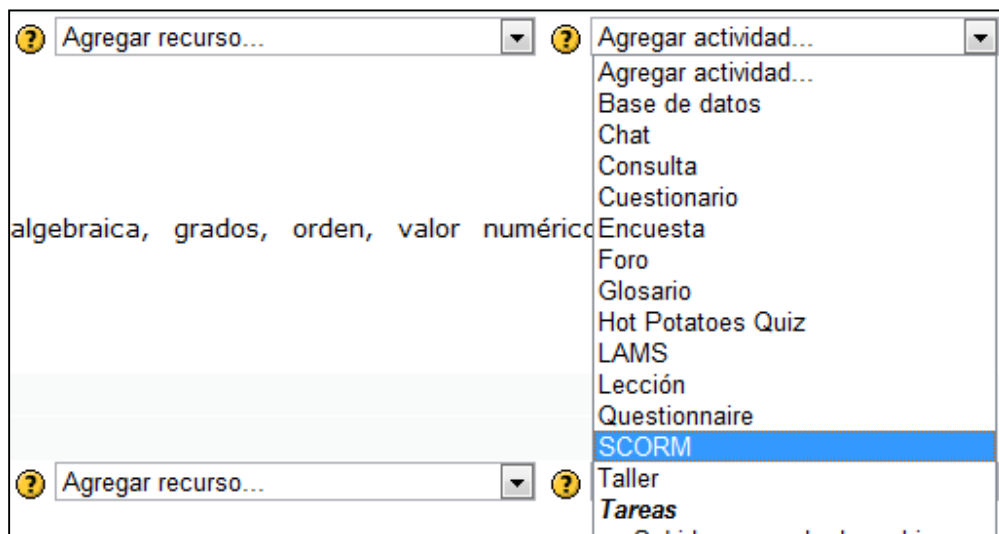 Agregar recurso... Agregar actividad...
Agregar actividad...
Base de datos
Chat
Consulta
Cuestionario
algebraica, grados, orden, valor numéric Encuesta
Foro
Glosario
Hot Potatoes Quiz
LAMS
Lección
Questionnaire
SCORM
Agregar recurso... Taller
Tareas